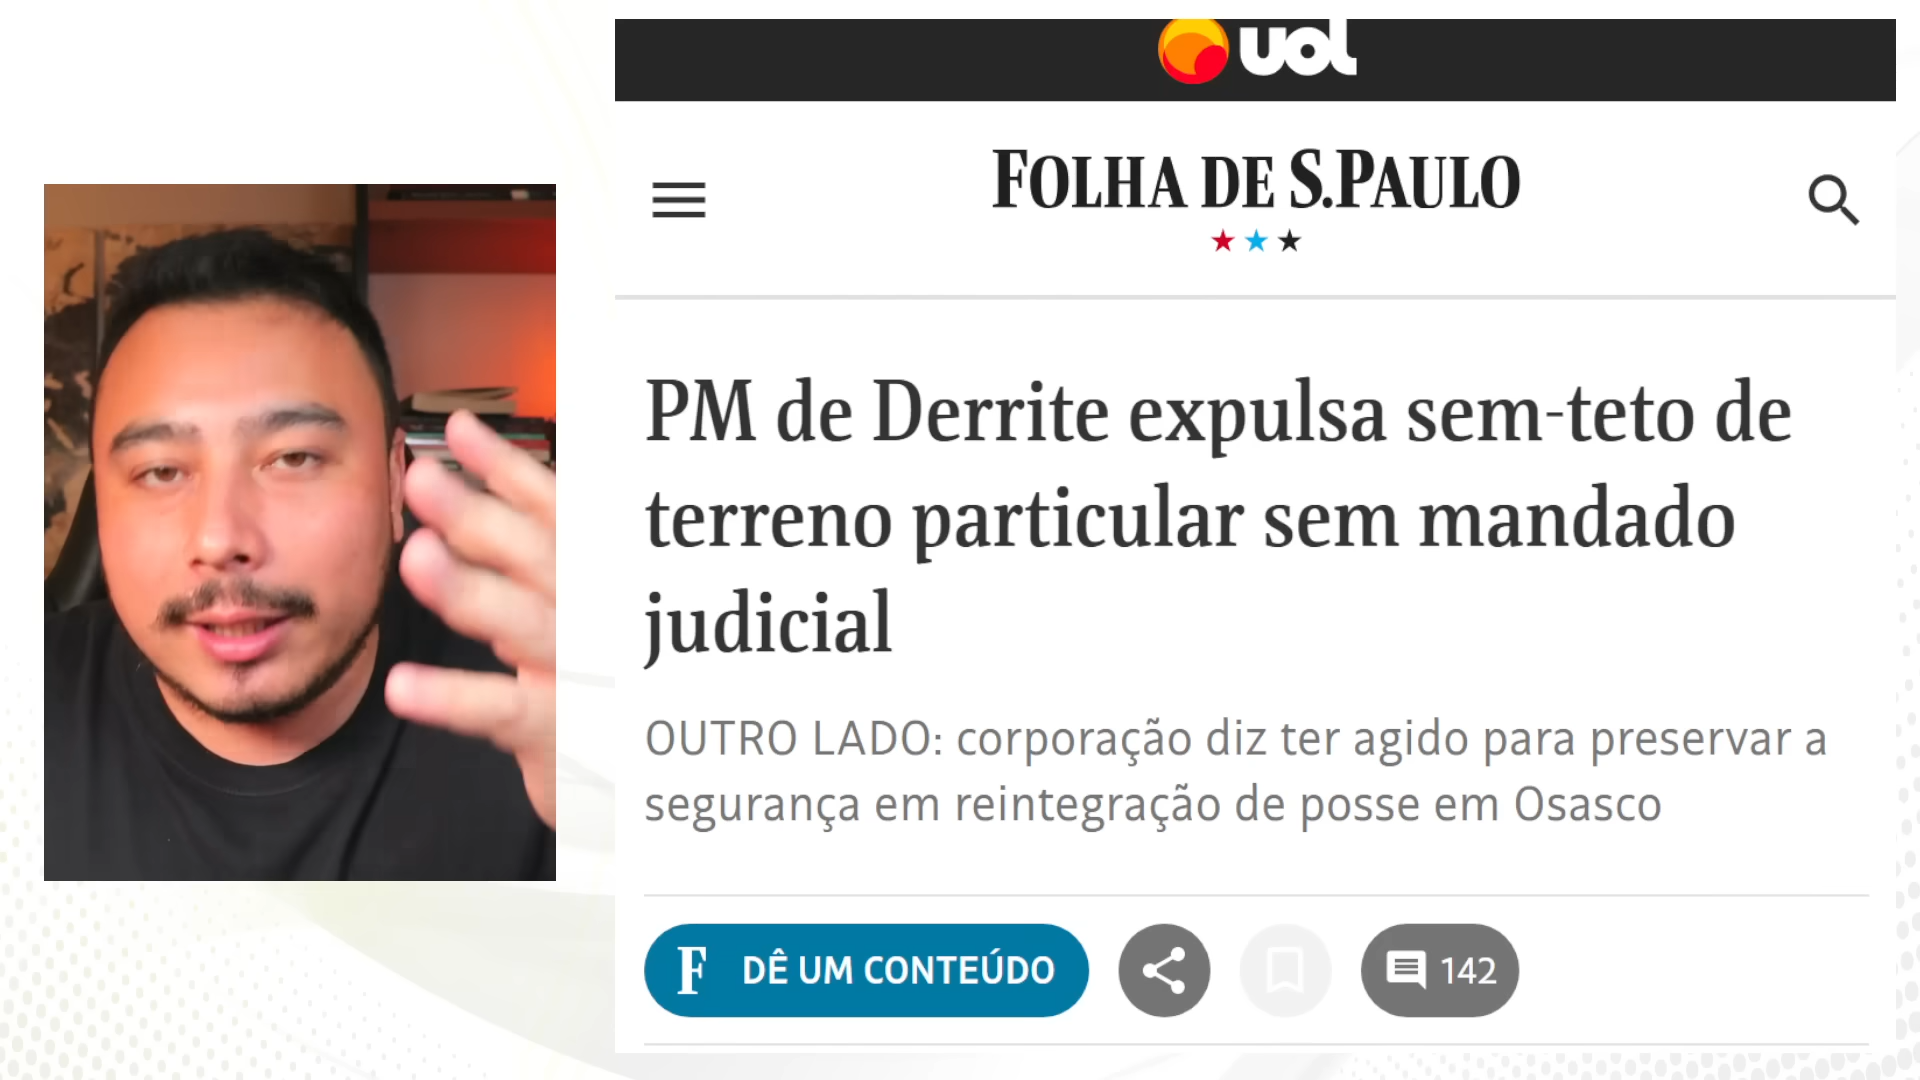 uol
FOLHA DE S.PAULO
PM de Derrite expulsa sem-teto de
terreno particular sem mandado
judicial
OUTRO LADO: corporação diz ter agido para preservar a
segurança em reintegração de posse em Osasco
F DÊ UM CONTEÚDO 142